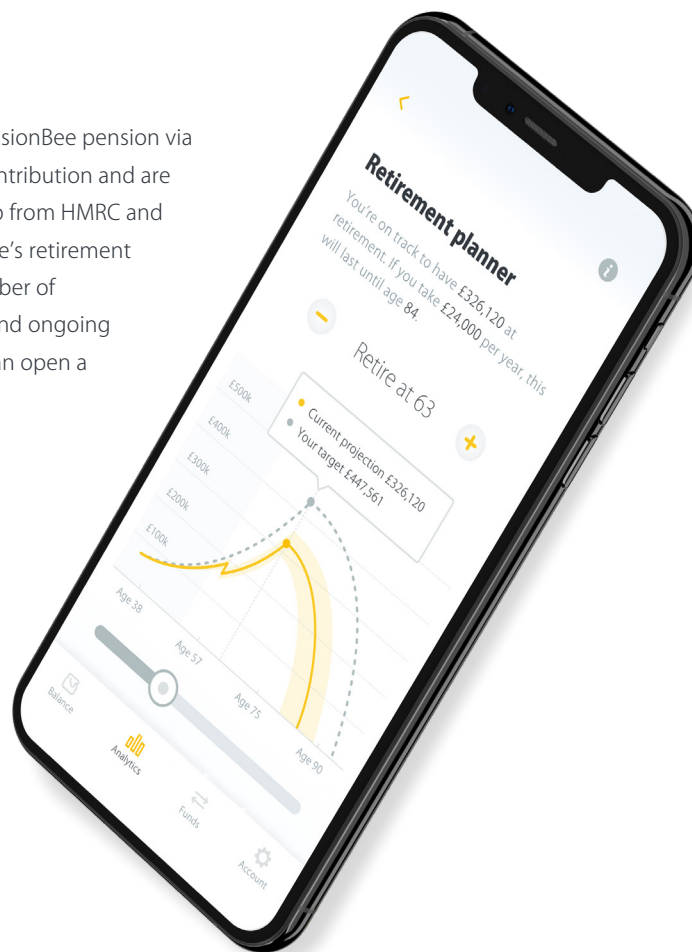 sionBee pension via
ntribution and are
o from HMRC and
e's retirement
ber of
nd ongoing
an open a
Retirement planner
You're on track to have £326,120 at
retirement. If you take £24,000 per year, this
will last until age 84.
Retire at 63
Current projection £326,120
Your target £447,561
£500k
£400k
£300k
£200k
£100k
Age 38
Age 57
Age 75
Age 90
Balance
Analytics
Funds
Account